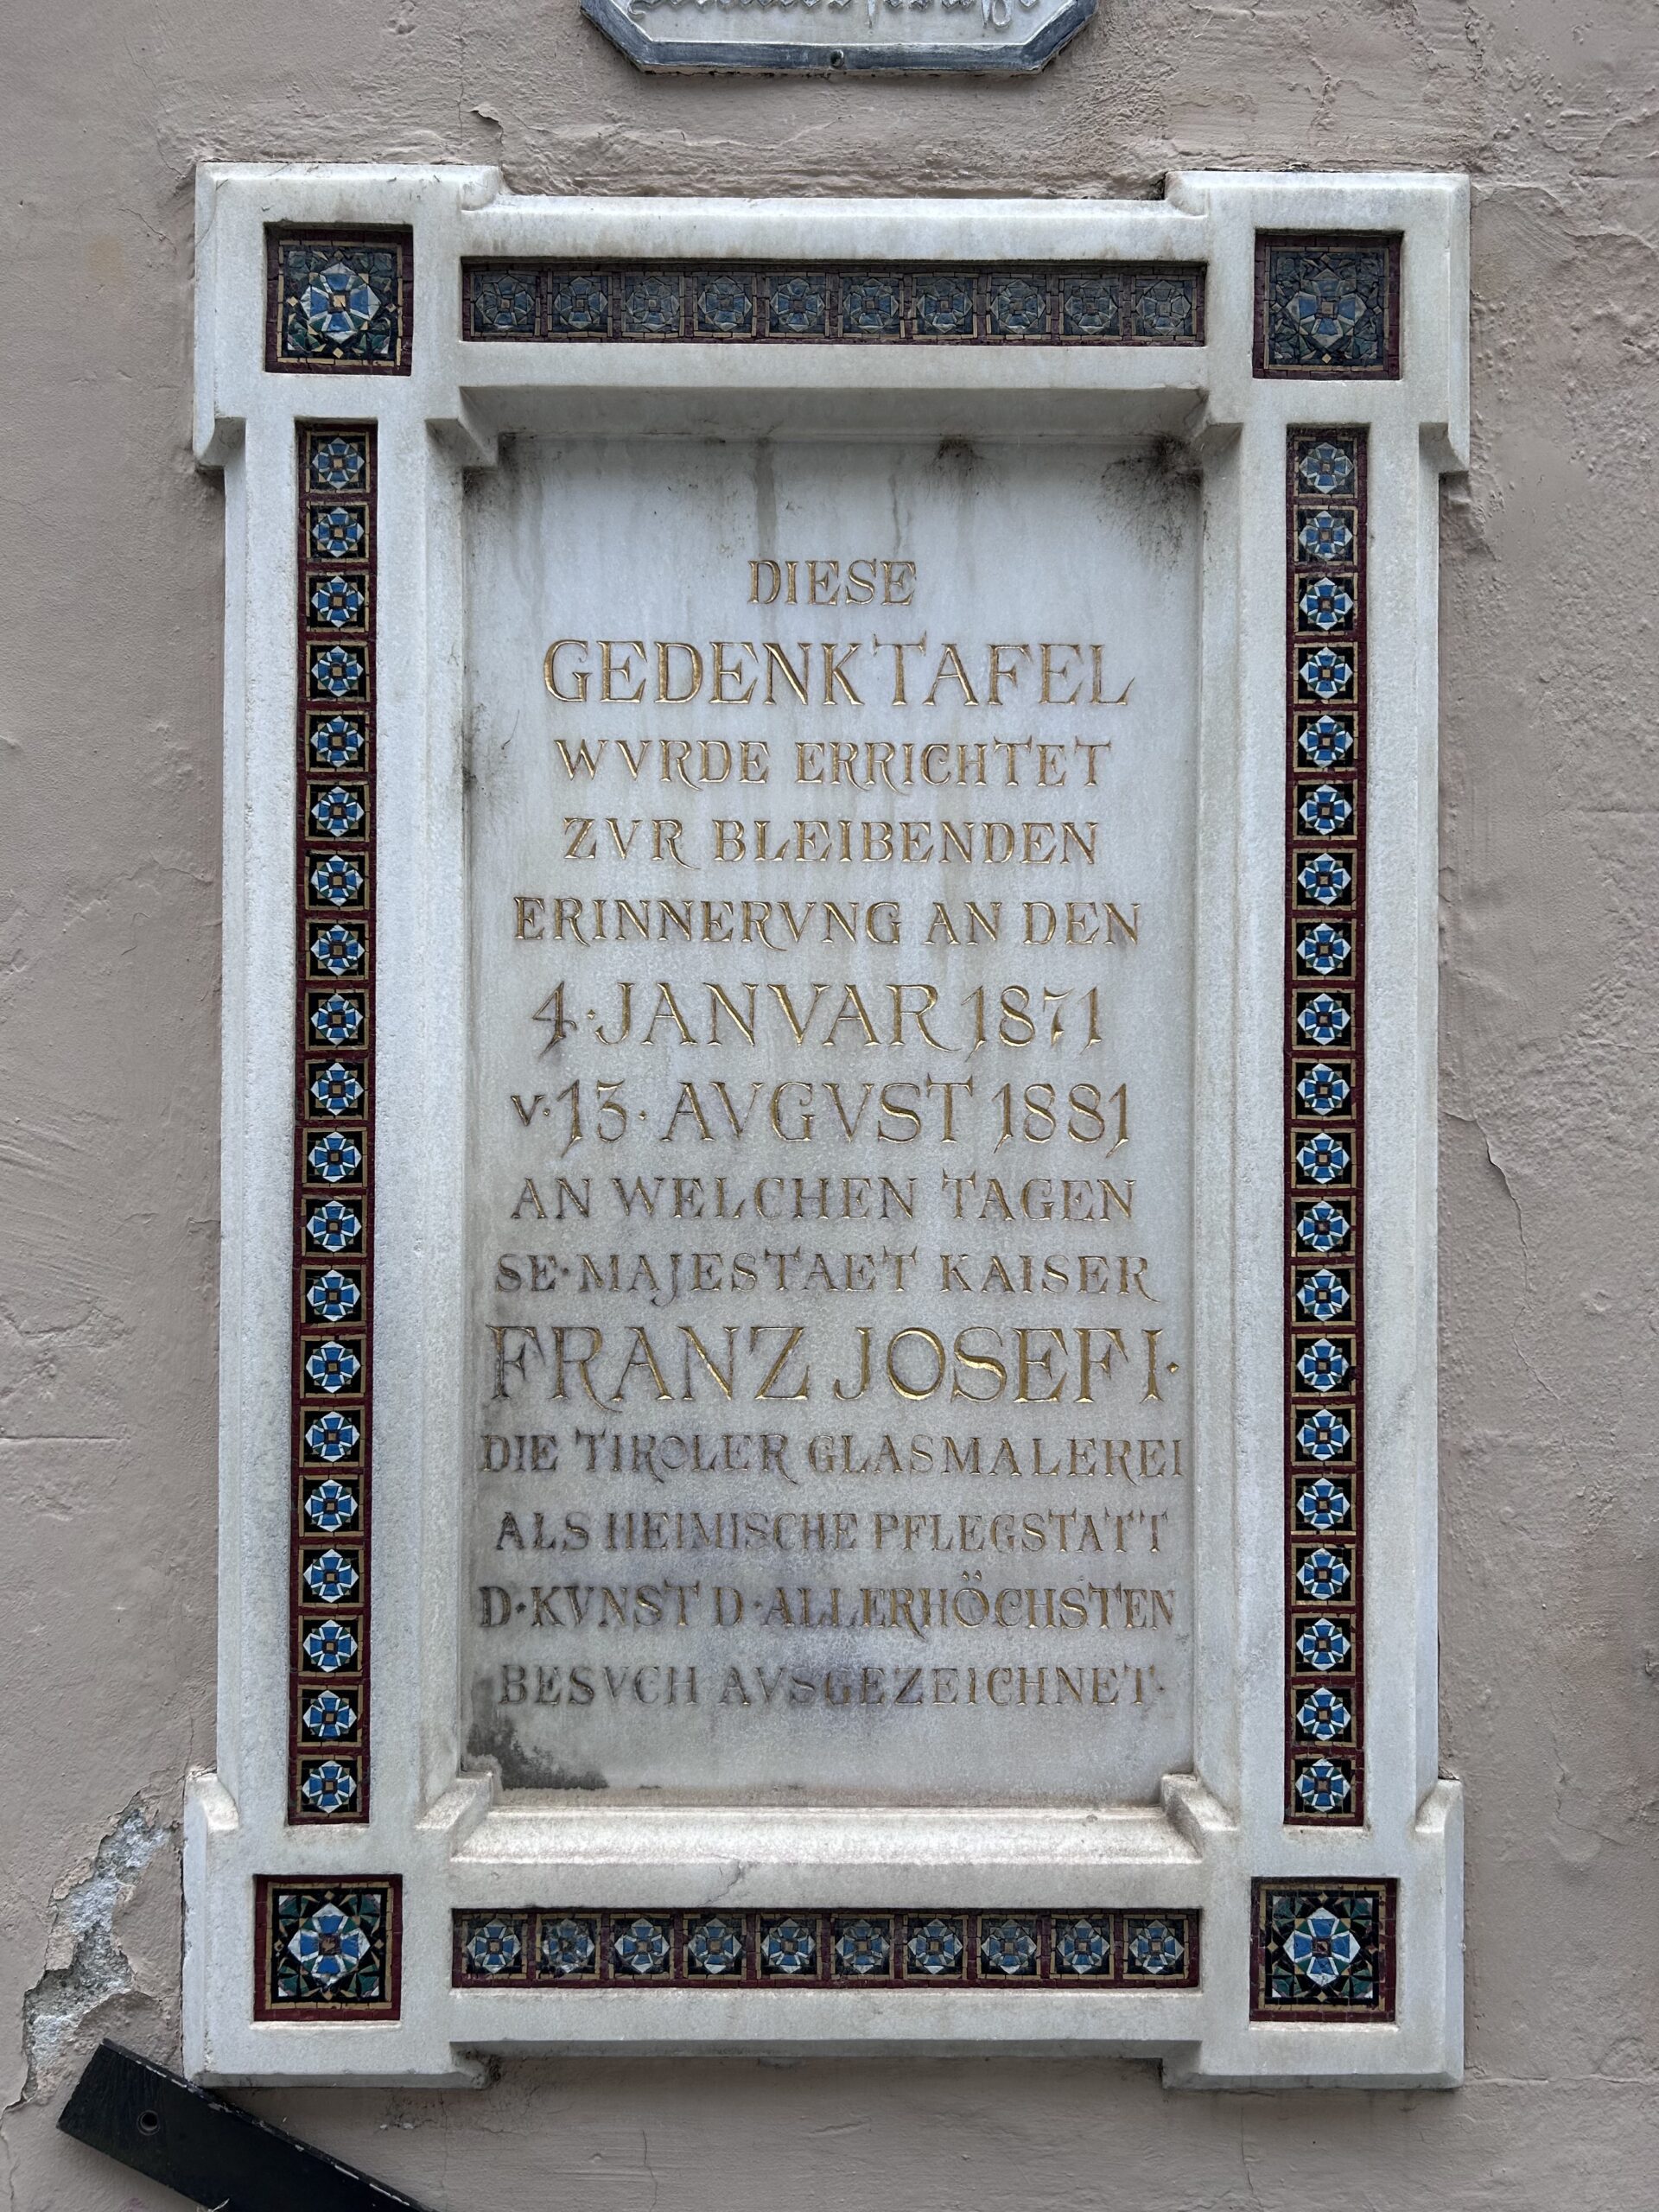 DIESE
GEDENKTAFEL
WVRDE ERRICHTET
ZVR BLEIBENDEN
ERINNERVNG AN DEN
4·JANVAR 1871
v·13·AVGVST 1881
AN WELCHEN TAGEN
SE·MAJESTAET KAISER
FRANZ JOSEF I·
DIE TIROLER GLASMALEREI
ALS HEIMISCHE PFLEGSTATT
D·KVNST D·ALLERHÖCHSTEN
BESVCH AVSGEZEICHNET·